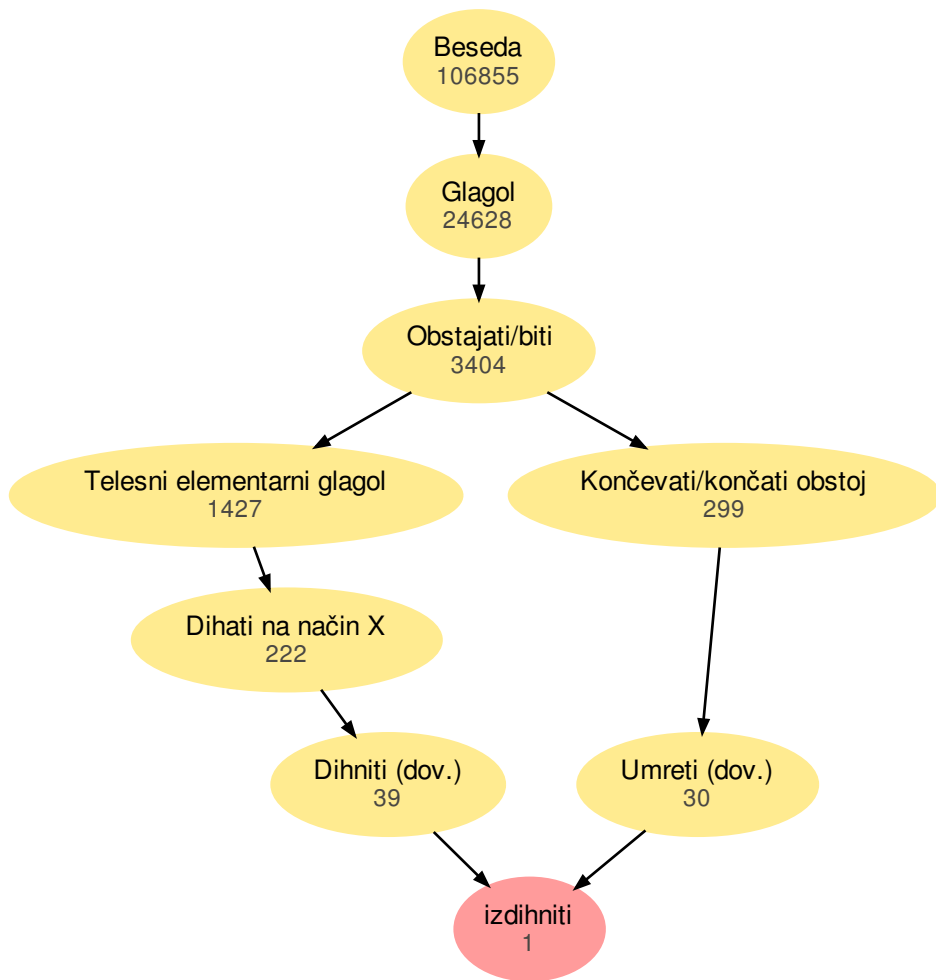 Beseda
106855
Glagol
24628
Obstajati/biti
3404
Telesni elementarni glagol
1427
Končevati/končati obstoj
299
Dihati na način X
222
Dihniti (dov.)
39
Umreti (dov.)
30
izdihniti
1